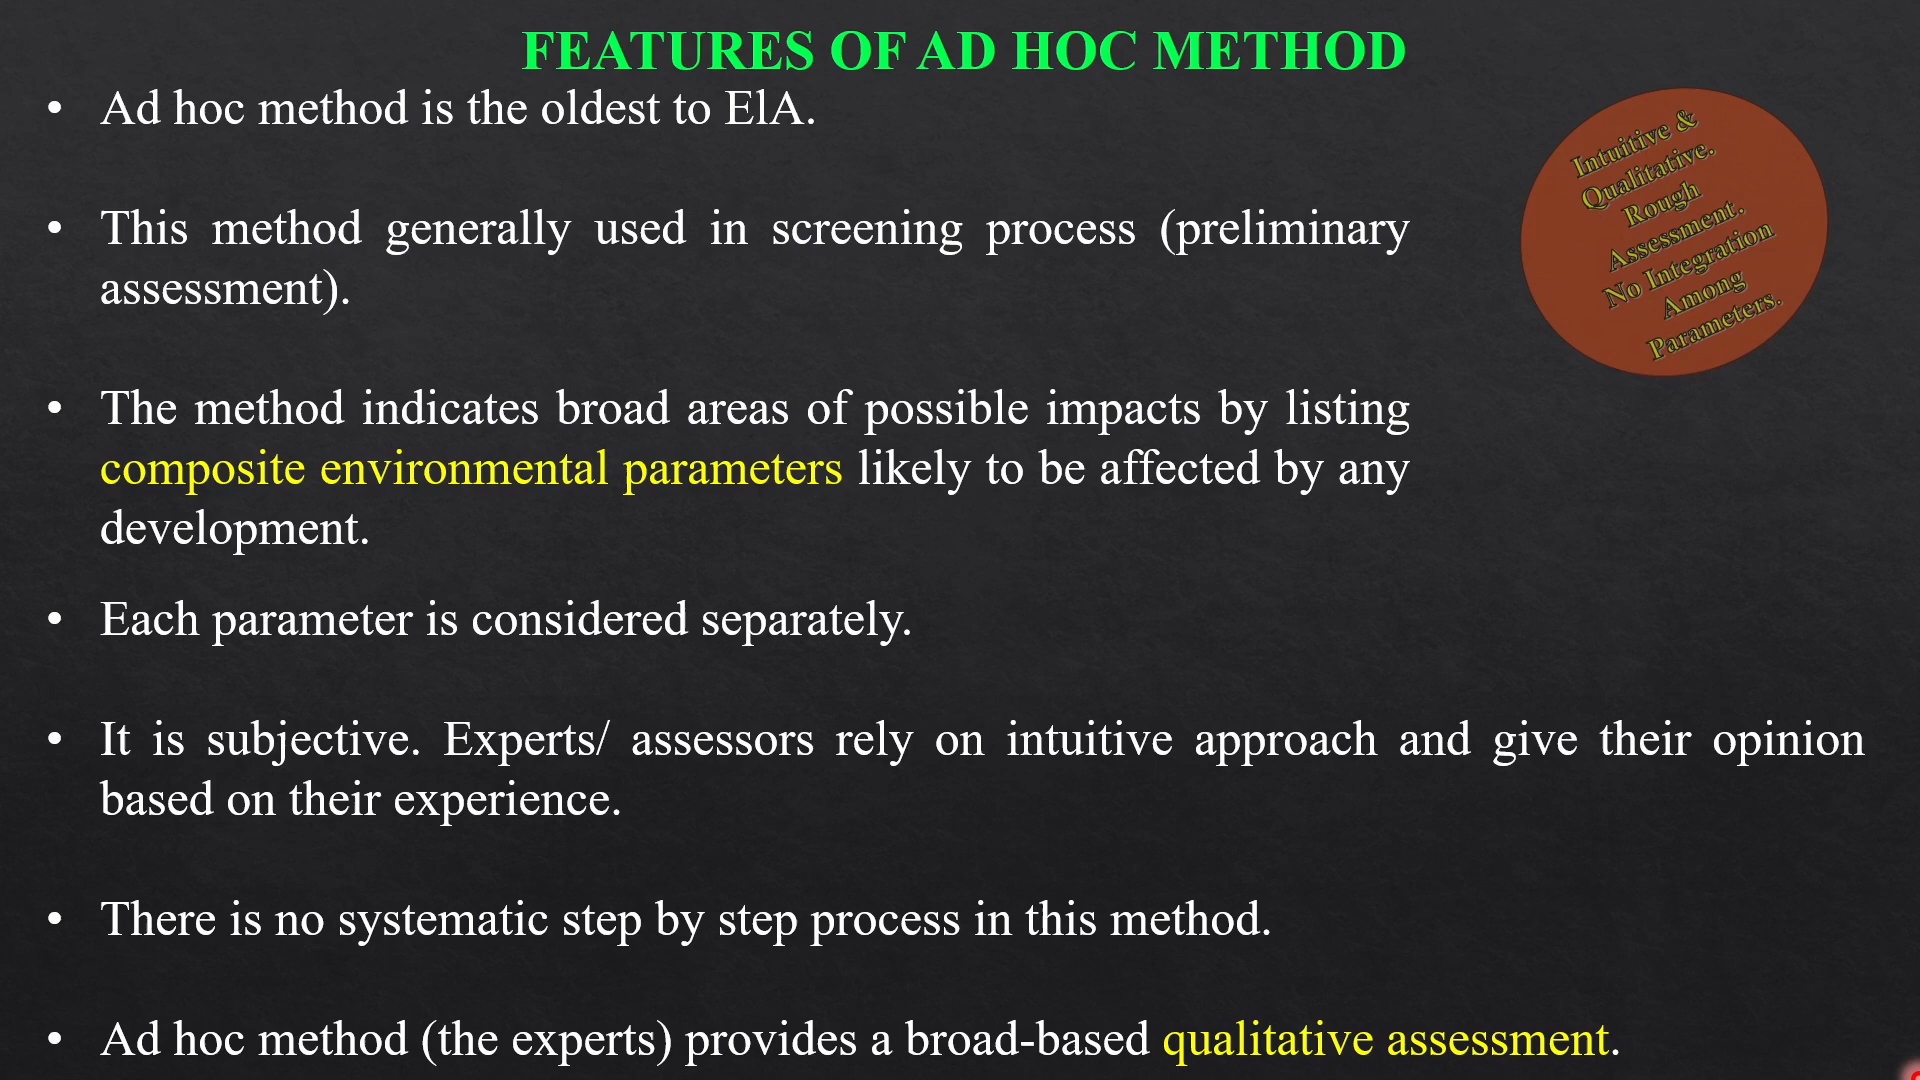 FEATURES OF AD HOC METHOD
• Ad hoc method is the oldest to ElA.
• This method generally used in screening process (preliminary
assessment).
• The method indicates broad areas of possible impacts by listing
composite environmental parameters likely to be affected by any
development.
• Each parameter is considered separately.
• It is subjective. Experts/ assessors rely on intuitive approach and give their opinion
based on their experience.
• There is no systematic step by step process in this method.
• Ad hoc method (the experts) provides a broad-based qualitative assessment.
Intuitive &
Qualitative.
Rough
Assessment.
No Integration
Among
Parameters.